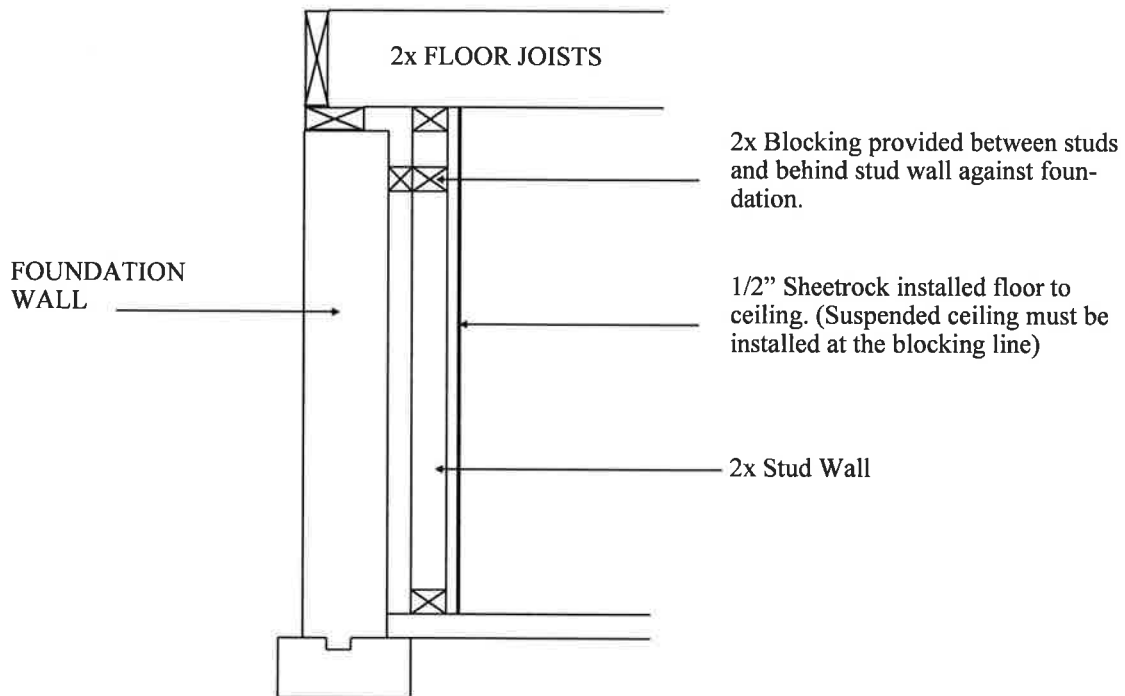 2x FLOOR JOISTS
2x Blocking provided between studs
and behind stud wall against foun-
dation.
FOUNDATION
WALL
1/2” Sheetrock installed floor to
ceiling. (Suspended ceiling must be
installed at the blocking line)
2x Stud Wall